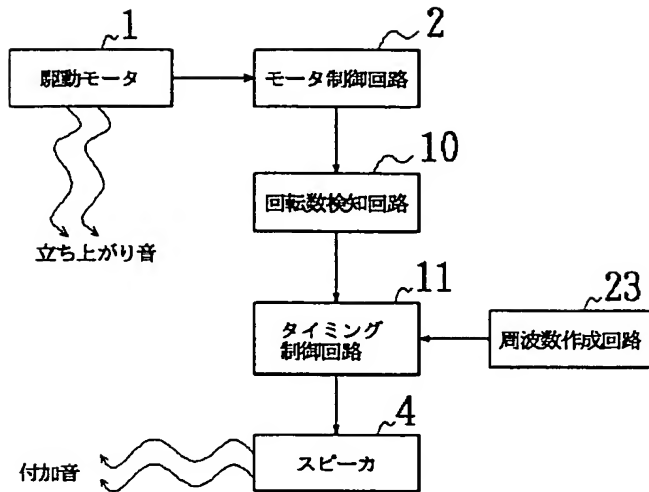 1
2
駆動モータ
モータ制御回路
10
回転数検知回路
立ち上がり音
11
23
タイミング
制御回路
周波数作成回路
4
スピーカ
付加音